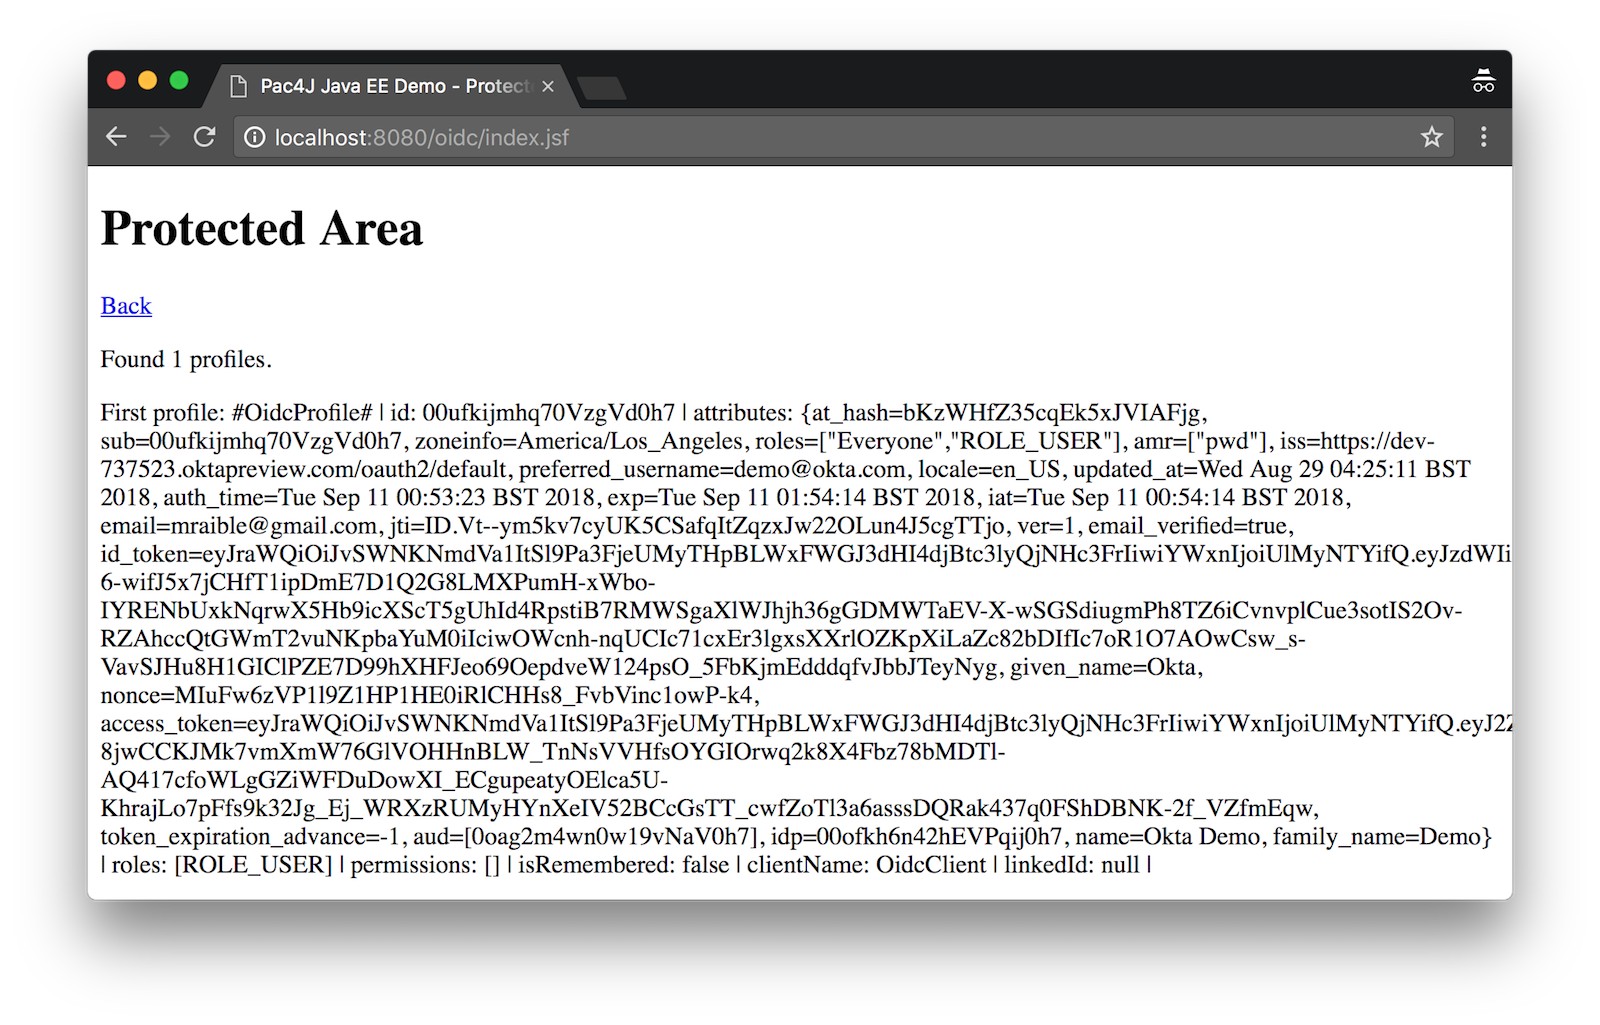 Pac4J Java EE Demo - Protect
localhost:8080/oidc/index.jsf
Protected Area
Back
Found 1 profiles.
First profile: #OidcProfile# | id: 00ufkijmhq70VzgVd0h7 | attributes: {at_hash=bKzWHfZ35cqEk5xJVIAFjg,
sub=00ufkijmhq70VzgVd0h7, zoneinfo=America/Los_Angeles, roles=["Everyone","ROLE_USER"], amr=["pwd"], iss=https://dev-
737523.oktapreview.com/oauth2/default, preferred_username=demo@okta.com, locale=en_US, updated_at=Wed Aug 29 04:25:11 BST
2018, auth_time=Tue Sep 11 00:53:23 BST 2018, exp=Tue Sep 11 01:54:14 BST 2018, iat=Tue Sep 11 00:54:14 BST 2018,
email=mraible@gmail.com, jti=ID.Vt--ym5kv7cyUK5CSafqItZqzxJw22OLun4J5cgTTjo, ver=1, email_verified=true,
id_token=eyJraWQiOiJvSWNKNmdVa1ItSl9Pa3FjeUMyTHpBLWxFWGJ3dHI4djBtc3lyQjNHc3FrIiwiYWxnIjoiUlMyNTYifQ.eyJzdWIi
6-wifJ5x7jCHfT1ipDmE7D1Q2G8LMXPumH-xWbo-
IYRENbUxkNqrwX5Hb9icXScT5gUhId4RpstiB7RMWSgaXlWJhjh36gGDMWTaEV-X-wSGSdiugmPh8TZ6iCvnvplCue3sotIS2Ov-
RZAhccQtGWmT2vuNKpbaYuM0iIciwOWcnh-nqUCIc71cxEr3lgxsXXrlOZKpXiLaZc82bDIfIc7oR1O7AOwCsw_s-
VavSJHu8H1GIClPZE7D99hXHFJeo69OepdveW124psO_5FbKjmEdddqfvJbbJTeyNyg, given_name=Okta,
nonce=MIuFw6zVP1l9Z1HP1HE0iRlCHHs8_FvbVinc1owP-k4,
access_token=eyJraWQiOiJvSWNKNmdVa1ItSl9Pa3FjeUMyTHpBLWxFWGJ3dHI4djBtc3lyQjNHc3FrIiwiYWxnIjoiUlMyNTYifQ.eyJ2Z
8jwCCKJMk7vmXmW76GlVOHHnBLW_TnNsVVHfsOYGIOrwq2k8X4Fbz78bMDTl-
AQ417cfoWLgGZiWFDuDowXI_ECgupeatyOElca5U-
KhrajLo7pFfs9k32Jg_Ej_WRXzRUMyHYnXeIV52BCcGsTT_cwfZoTl3a6asssDQRak437q0FShDBNK-2f_VZfmEqw,
token_expiration_advance=-1, aud=[0oag2m4wn0w19vNaV0h7], idp=00ofkh6n42hEVPqij0h7, name=Okta Demo, family_name=Demo}
| roles: [ROLE_USER] | permissions: [] | isRemembered: false | clientName: OidcClient | linkedId: null |